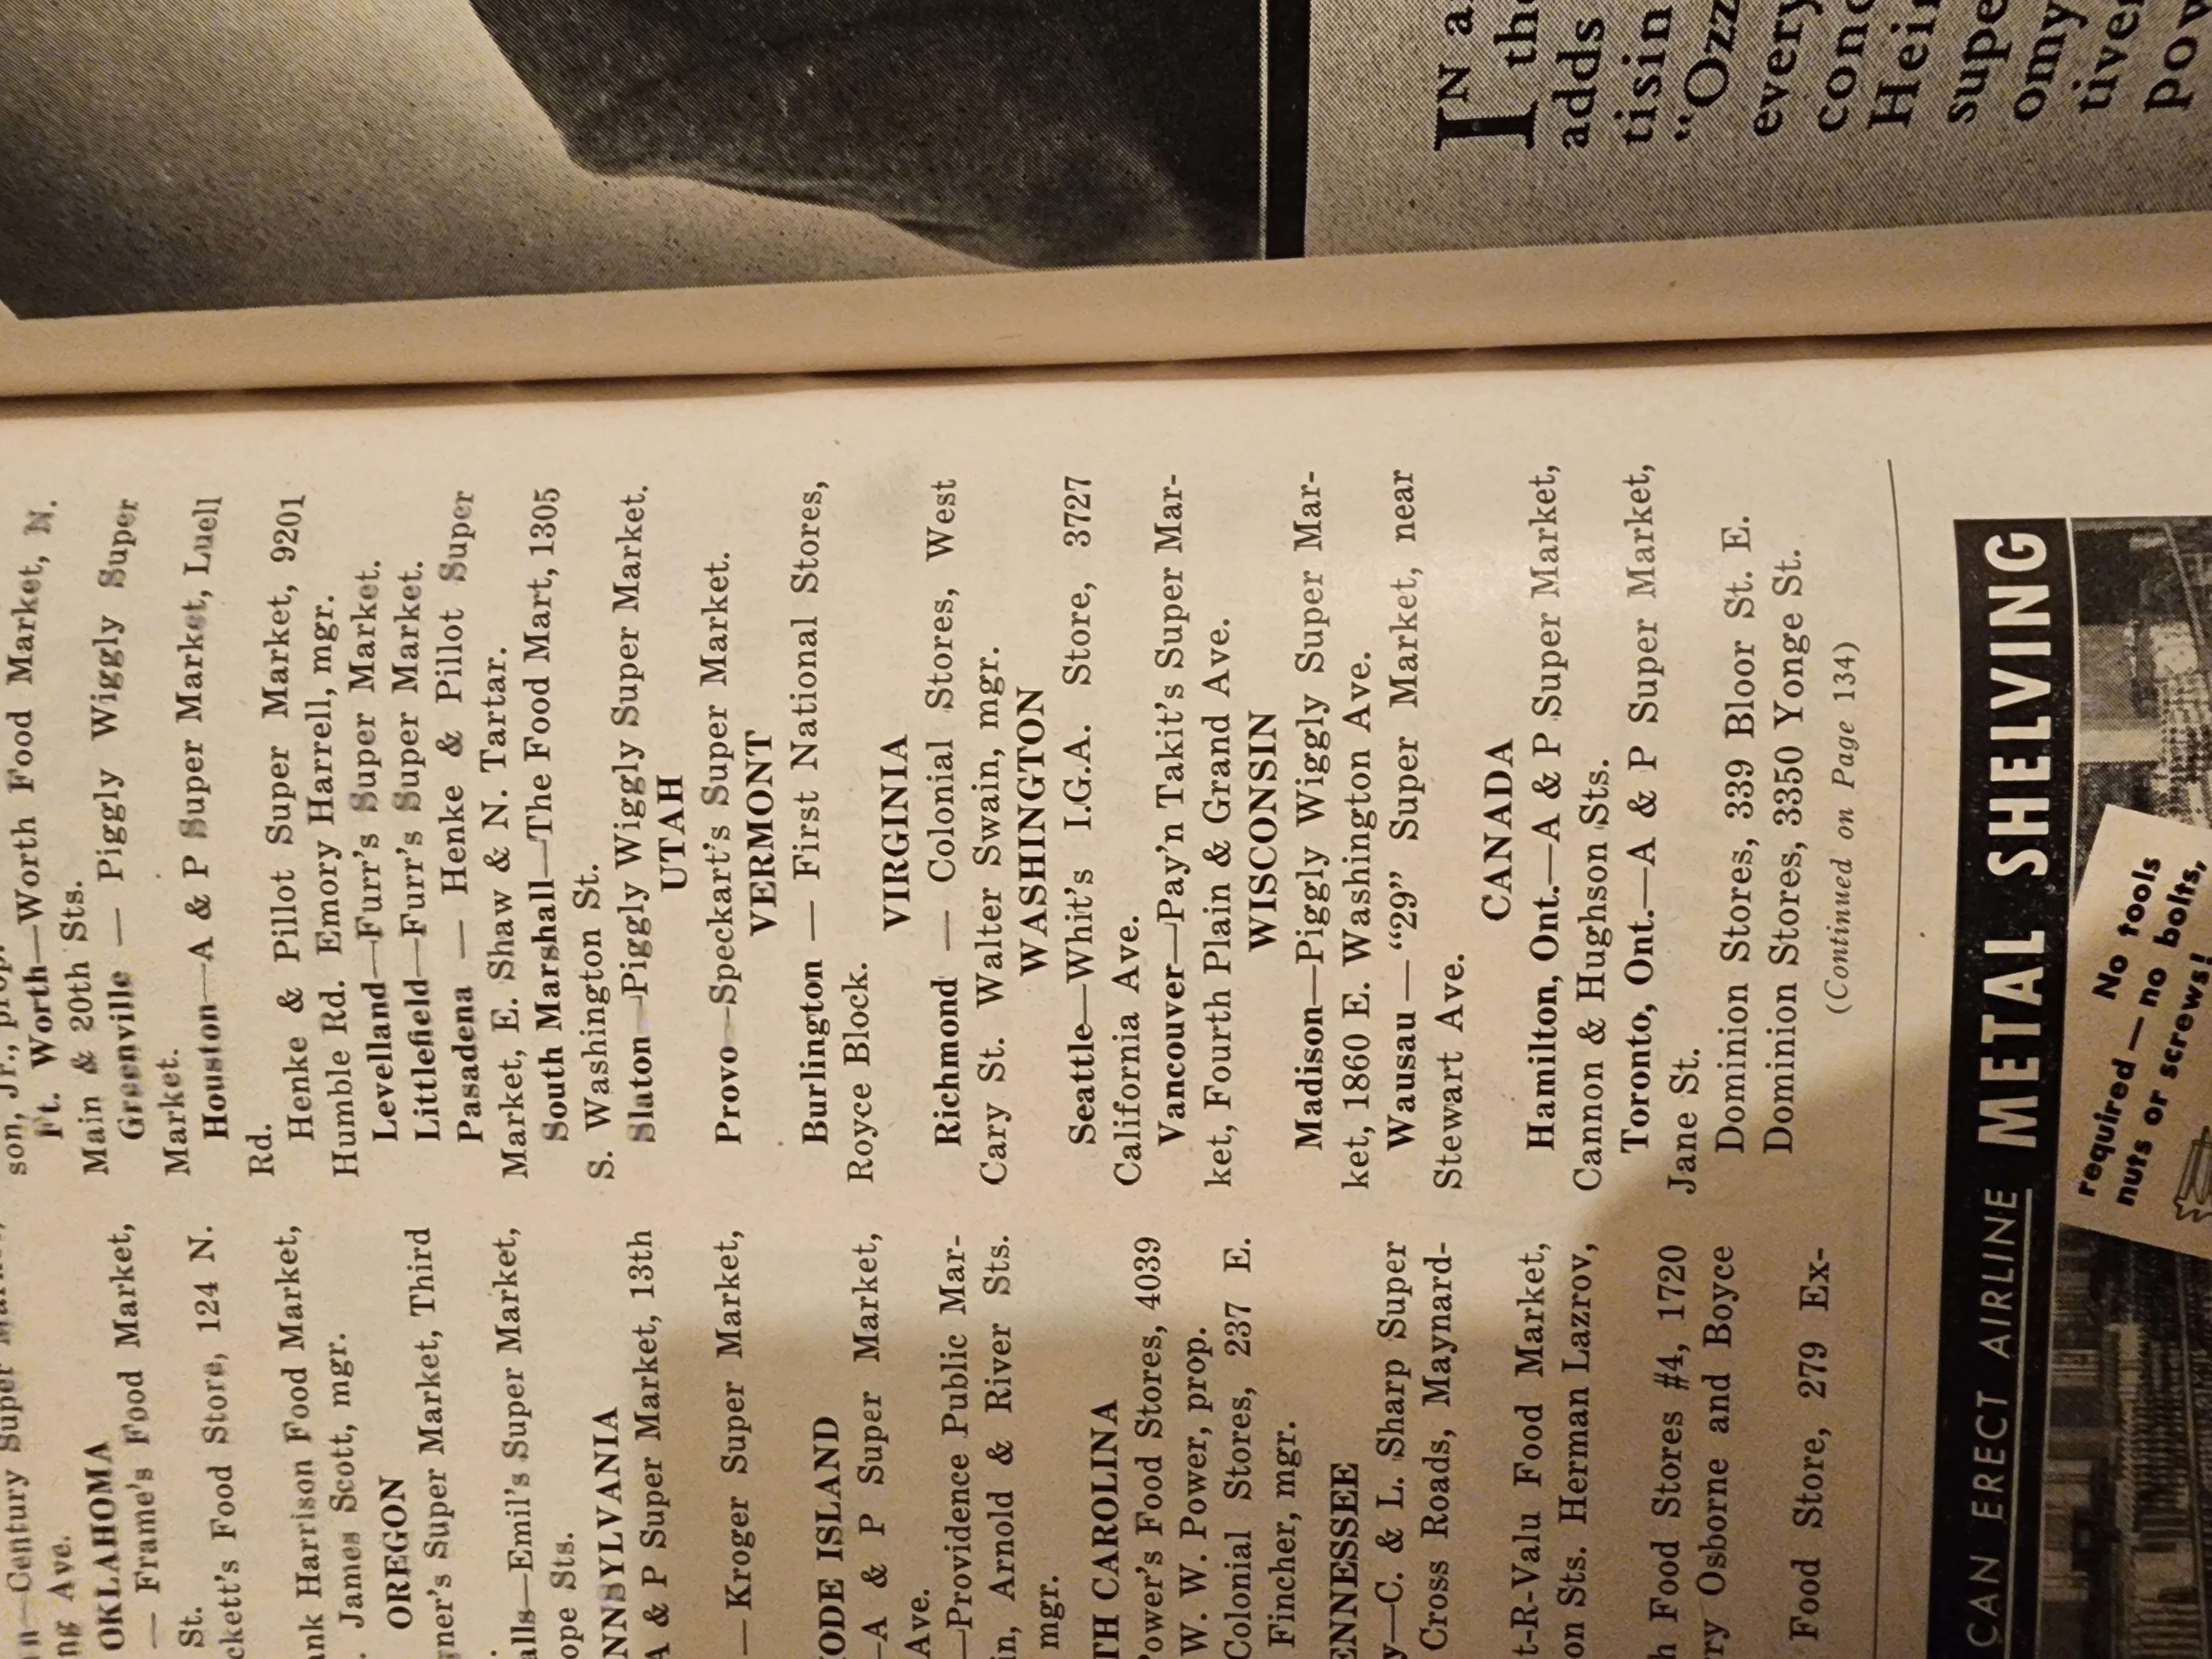 son, Jr., prop.
Ft. Worth—Worth Food Market, N.
Main & 20th Sts.
Greenville — Piggly Wiggly Super
Market.
Houston—A & P Super Market, Luell
Rd.
Henke & Pillot Super Market, 9201
Humble Rd. Emory Harrell, mgr.
Levelland—Furr's Super Market.
Littlefield—Furr's Super Market.
Pasadena — Henke & Pillot Super
Market, E. Shaw & N. Tartar.
South Marshall—The Food Mart, 1305
S. Washington St.
Slaton—Piggly Wiggly Super Market.
UTAH
Provo—Speckart's Super Market.
VERMONT
Burlington — First National Stores,
Royce Block.
VIRGINIA
Richmond — Colonial Stores, West
Cary St. Walter Swain, mgr.
WASHINGTON
Seattle—Whit's I.G.A. Store, 3727
California Ave.
Vancouver—Pay'n Takit's Super Mar-
ket, Fourth Plain & Grand Ave.
WISCONSIN
Madison—Piggly Wiggly Super Mar-
ket, 1860 E. Washington Ave.
Wausau — "29" Super Market, near
Stewart Ave.
CANADA
Hamilton, Ont.—A & P Super Market,
Cannon & Hughson Sts.
Toronto, Ont.—A & P Super Market,
Jane St.
Dominion Stores, 339 Bloor St. E.
Dominion Stores, 3350 Yonge St.
(Continued on Page 134)
—Century Super
ng Ave.
OKLAHOMA
— Frame's Food Market,
St.
ckett's Food Store, 124 N.
ank Harrison Food Market,
. James Scott, mgr.
OREGON
ner's Super Market, Third
alls—Emil's Super Market,
ope Sts.
NNSYLVANIA
A & P Super Market, 13th
— Kroger Super Market,
ODE ISLAND
—A & P Super Market,
Ave.
—Providence Public Mar-
in, Arnold & River Sts.
mgr.
TH CAROLINA
ower's Food Stores, 4039
W. W. Power, prop.
Colonial Stores, 237 E.
Fincher, mgr.
ENNESSEE
y—C. & L. Sharp Super
Cross Roads, Maynard-
t-R-Valu Food Market,
on Sts. Herman Lazrov,
h Food Stores #4, 1720
ry Osborne and Boyce
Food Store, 279 Ex-
CAN ERECT AIRLINE METAL SHELVING
No tools
required — no bolts,
nuts or screws!
IN a
the
adds
tisin
"Ozz
every
conc
Hein
supe
omy
tive
pow